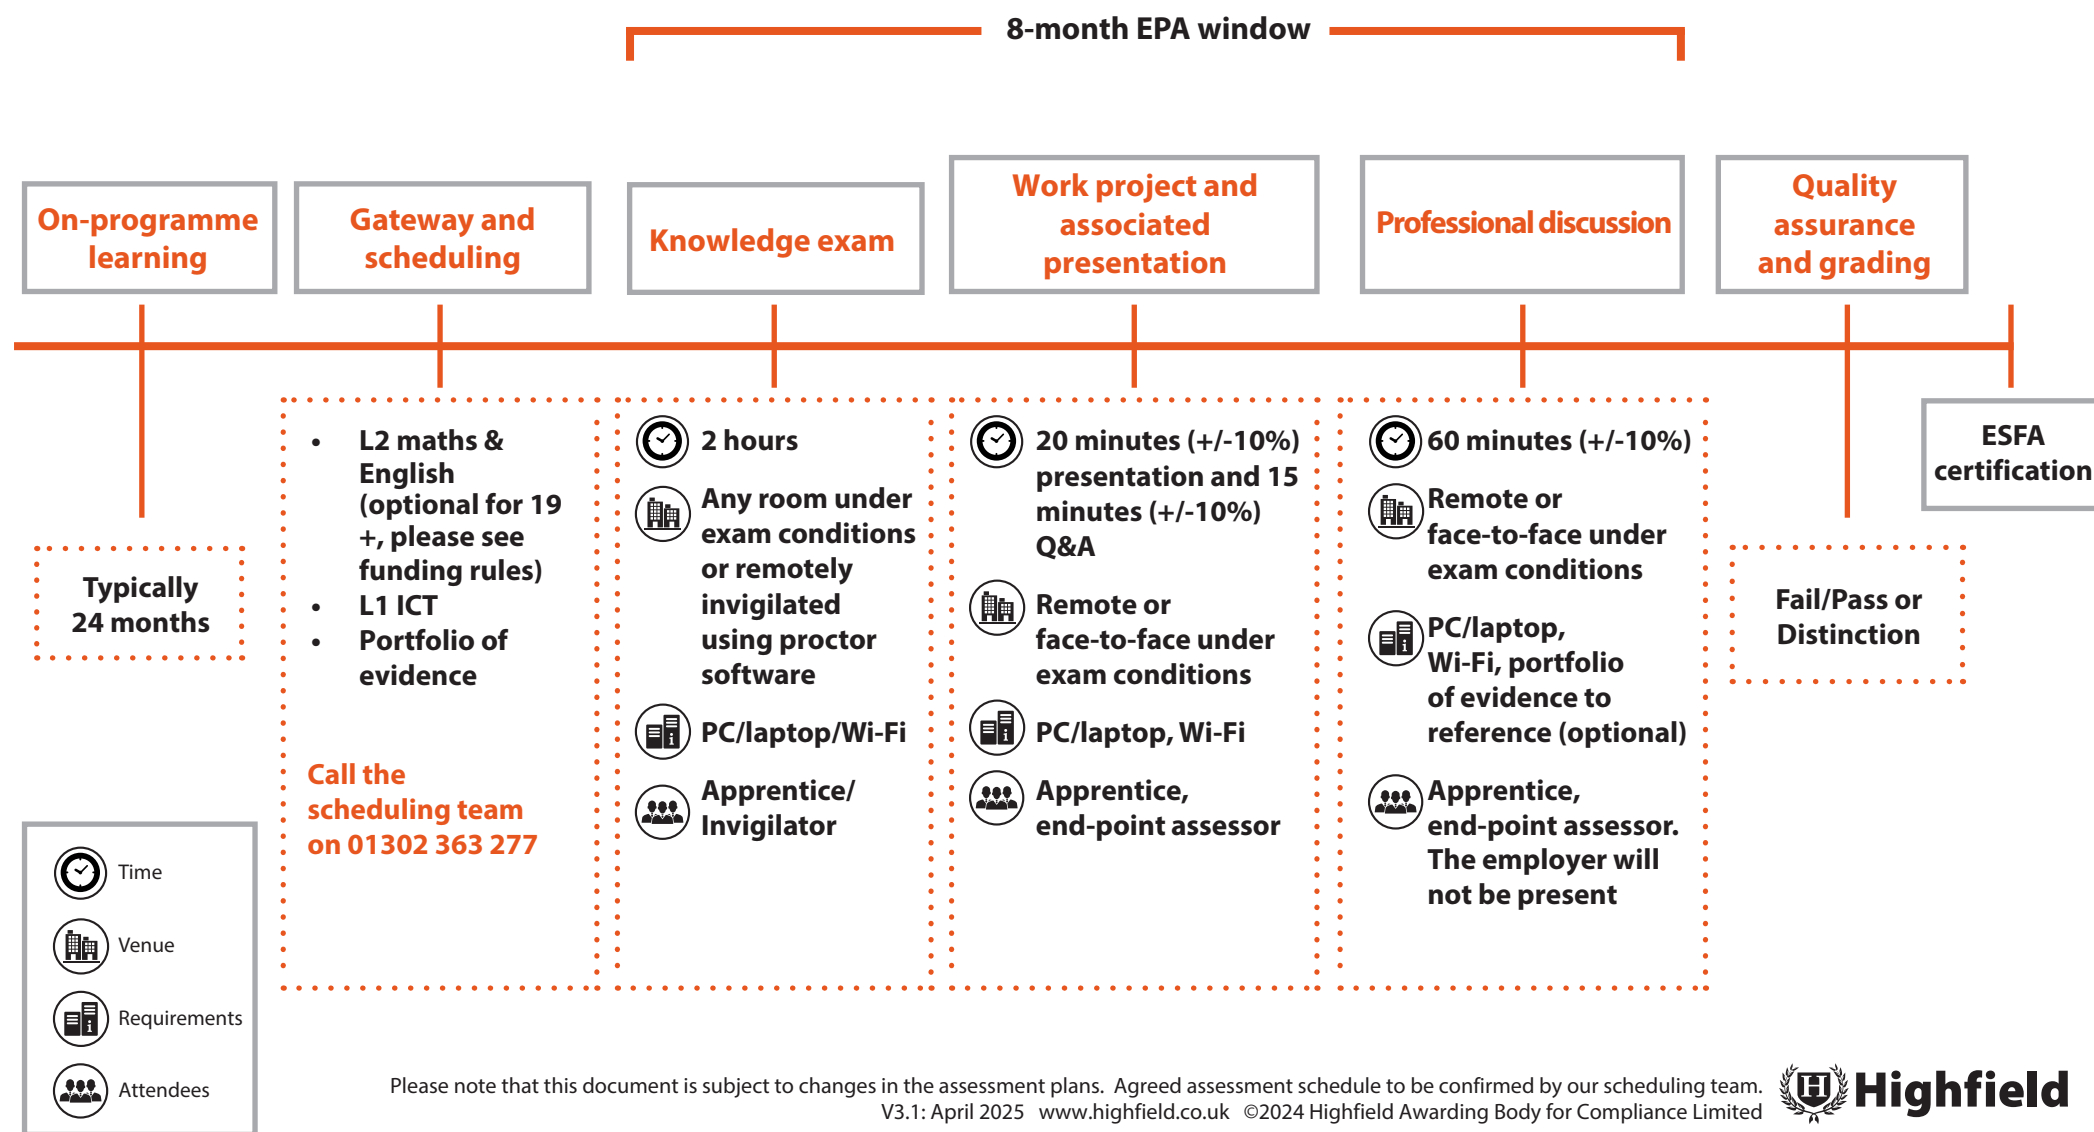 8-month EPA window
On-programme
learning
Gateway and
scheduling
Knowledge exam
Work project and
associated
presentation
Professional discussion
Quality
assurance
and grading
Typically
24 months
• L2 maths &
English
(optional for 19
+, please see
funding rules)
• L1 ICT
• Portfolio of
evidence
Call the
scheduling team
on 01302 363 277
2 hours
Any room under
exam conditions
or remotely
invigilated
using proctor
software
PC/laptop/Wi-Fi
Apprentice/
Invigilator
20 minutes (+/-10%)
presentation and 15
minutes (+/-10%)
Q&A
Remote or
face-to-face under
exam conditions
PC/laptop, Wi-Fi
Apprentice,
end-point assessor
60 minutes (+/-10%)
Remote or
face-to-face under
exam conditions
PC/laptop,
Wi-Fi, portfolio
of evidence to
reference (optional)
Apprentice,
end-point assessor.
The employer will
not be present
Fail/Pass or
Distinction
ESFA
certification
Time
Venue
Requirements
Attendees
Please note that this document is subject to changes in the assessment plans. Agreed assessment schedule to be confirmed by our scheduling team.
V3.1: April 2025 www.highfield.co.uk ©2024 Highfield Awarding Body for Compliance Limited
H Highfield